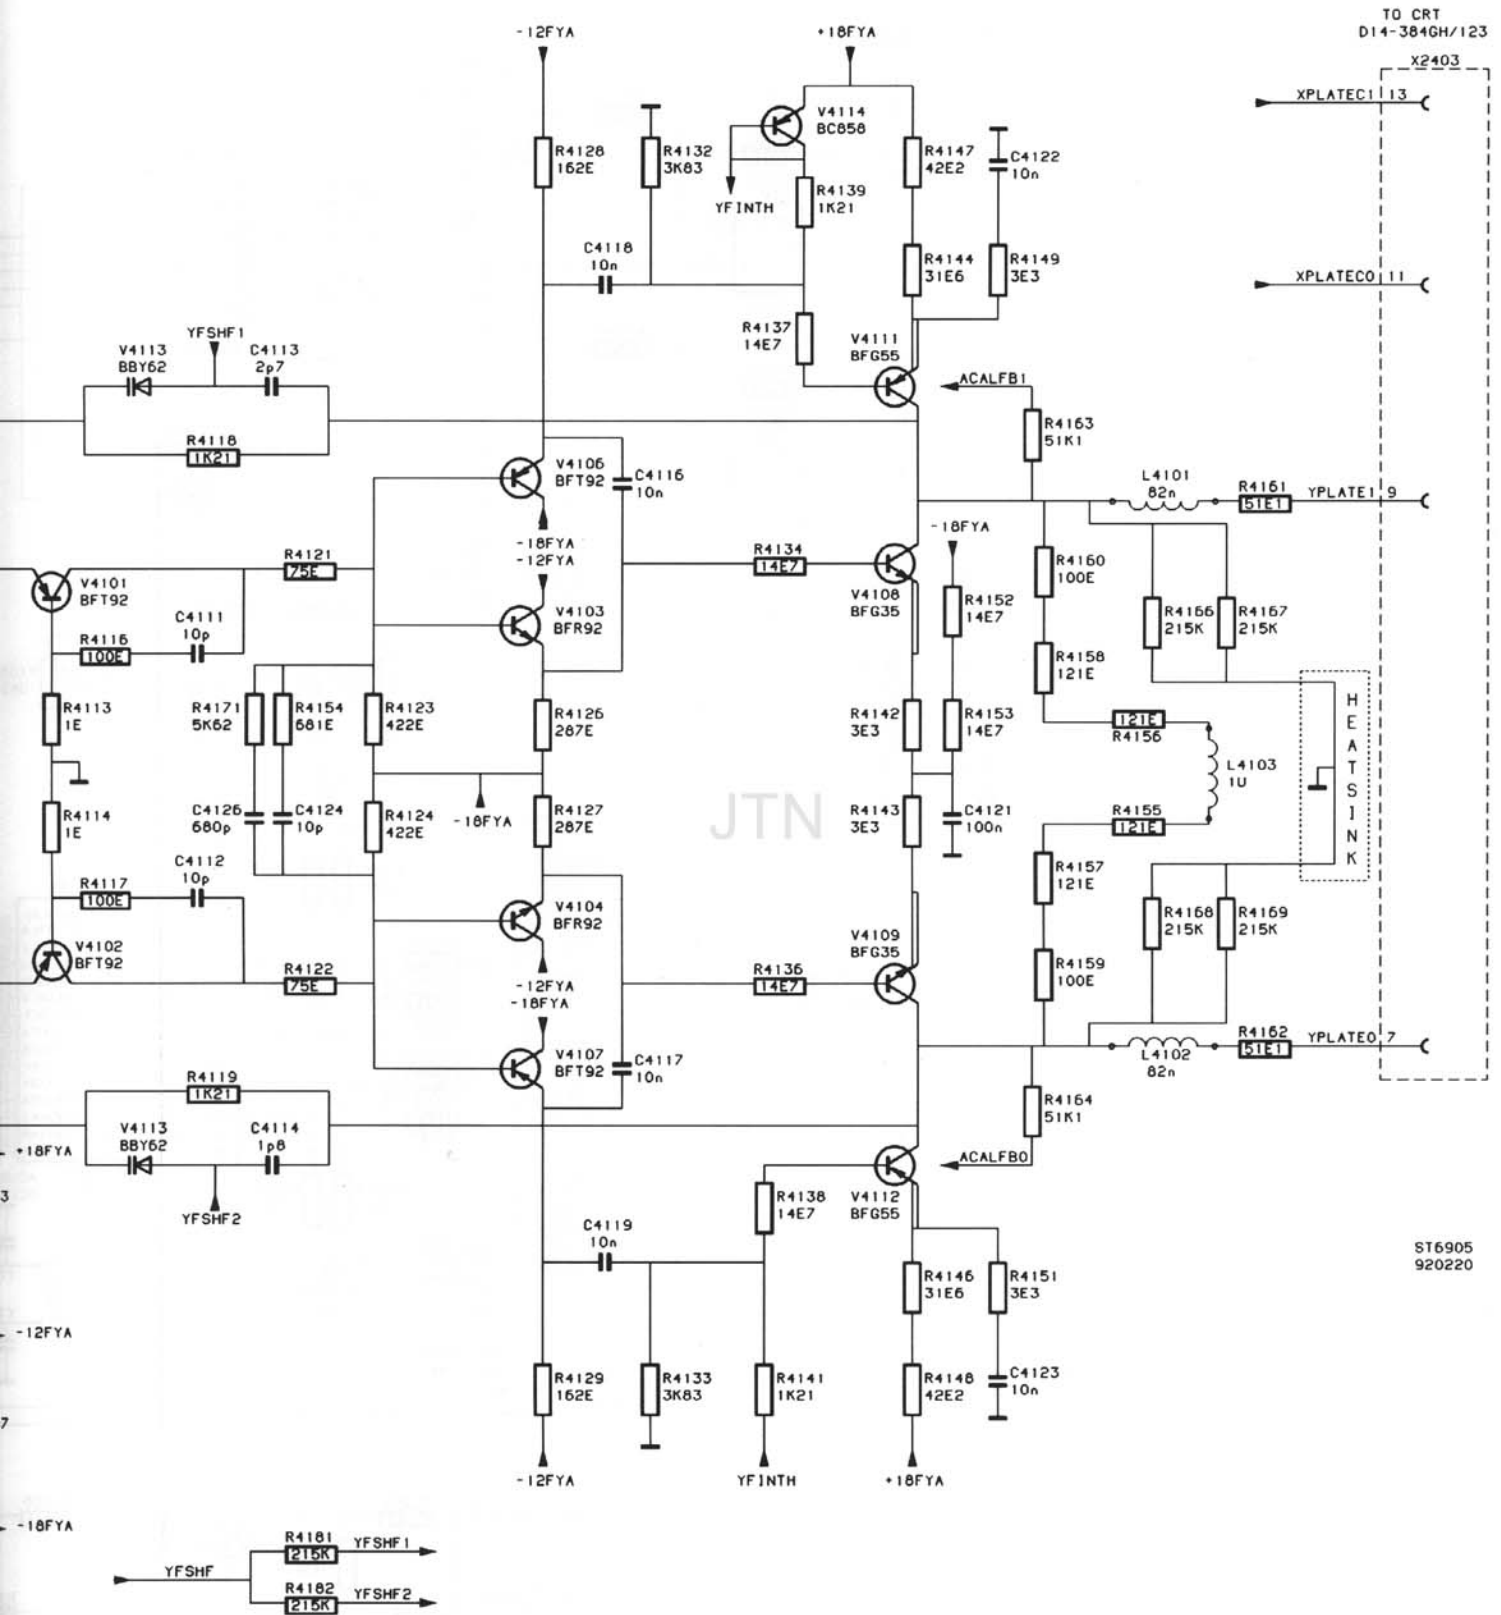 TO CRT
D14-384GH/123
X2403
-12FYA
+18FYA
XPLATEC1 13
V4114
BC858
R4128
162E
R4132
3K83
R4147
42E2
C4122
10n
R4139
1K21
YFINTH
C4118
10n
R4144
31E6
R4149
3E3
XPLATEC0 11
YFSHF1
V4113
BBY62
C4113
2p7
R4137
14E7
V4111
BFG55
ACALFB1
R4163
51K1
R4118
1K21
V4106
BFT92
C4116
10n
L4101
82n
R4161
51E1
YPLATE1 9
-18FYA
-12FYA
-18FYA
R4121
75E
R4134
14E7
R4160
100E
V4101
BFT92
V4103
BFR92
V4108
BFG35
R4152
14E7
C4111
10p
R4116
100E
R4166
215K
R4167
215K
R4158
121E
R4113
1E
R4171
5K62
R4154
681E
R4123
422E
R4126
287E
R4142
3E3
R4153
14E7
121E
R4156
HEATSINK
L4103
1U
JTN
R4114
1E
C4126
680p
C4124
10p
R4124
422E
-18FYA
R4127
287E
R4143
3E3
C4121
100n
R4155
121E
C4112
10p
R4117
100E
R4157
121E
V4104
BFR92
R4168
215K
R4169
215K
V4102
BFT92
V4109
BFG35
R4122
75E
R4136
14E7
R4159
100E
-12FYA
-18FYA
V4107
BFT92
C4117
10n
L4102
82n
R4162
51E1
YPLATE0 7
R4119
1K21
R4164
51K1
V4113
BBY62
C4114
1p8
+18FYA
ACALFB0
3
YFSHF2
R4138
14E7
V4112
BFG55
C4119
10n
ST6905
920220
R4146
31E6
R4151
3E3
-12FYA
R4129
162E
R4133
3K83
R4141
1K21
R4148
42E2
C4123
10n
7
-12FYA
YFINTH
+18FYA
-18FYA
R4181
215K
YFSHF1
YFSHF
R4182
215K
YFSHF2